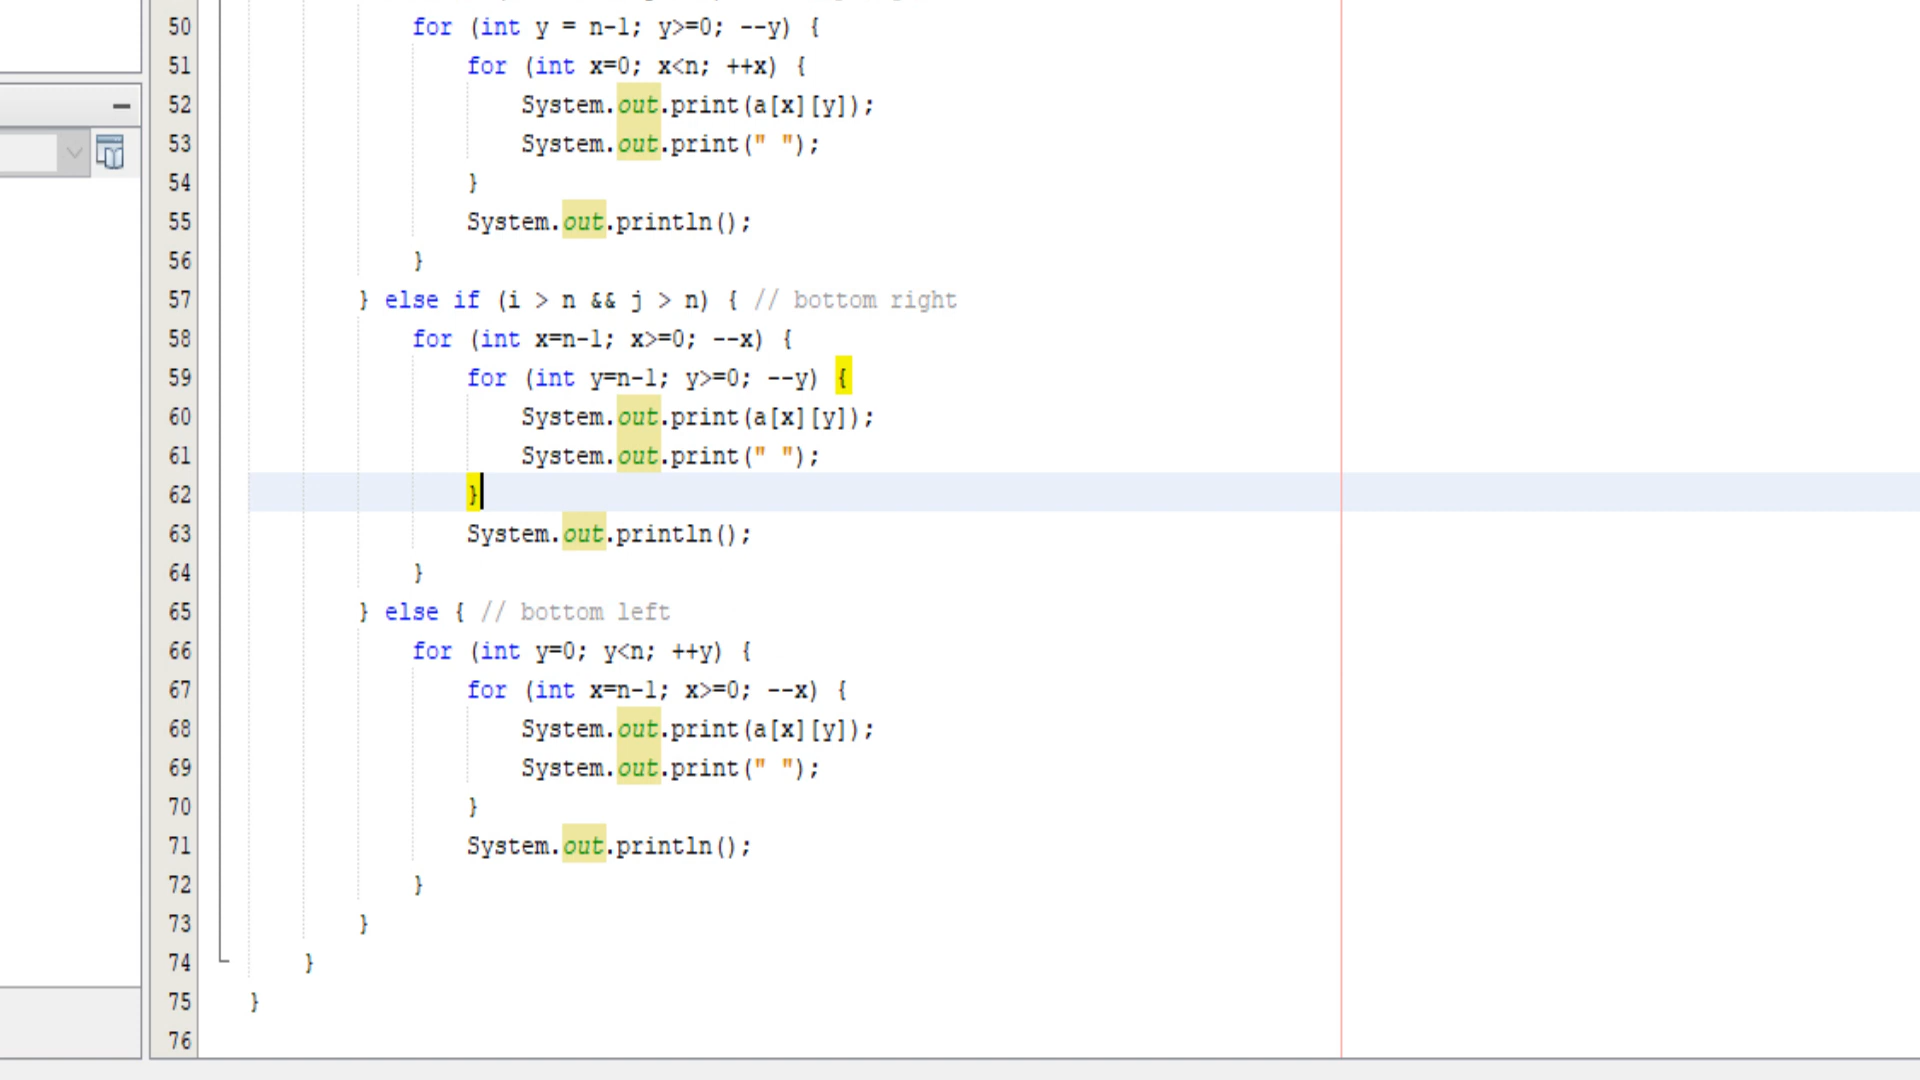 50 for (int y = n-1; y>=0; --y) {
51 for (int x=0; x<n; ++x) {
52 System.out.print(a[x][y]);
53 System.out.print(" ");
54 }
55 System.out.println();
56 }
57 } else if (i > n && j > n) { // bottom right
58 for (int x=n-1; x>=0; --x) {
59 for (int y=n-1; y>=0; --y) {
60 System.out.print(a[x][y]);
61 System.out.print(" ");
62 }
63 System.out.println();
64 }
65 } else { // bottom left
66 for (int y=0; y<n; ++y) {
67 for (int x=n-1; x>=0; --x) {
68 System.out.print(a[x][y]);
69 System.out.print(" ");
70 }
71 System.out.println();
72 }
73 }
74 }
75 }
76